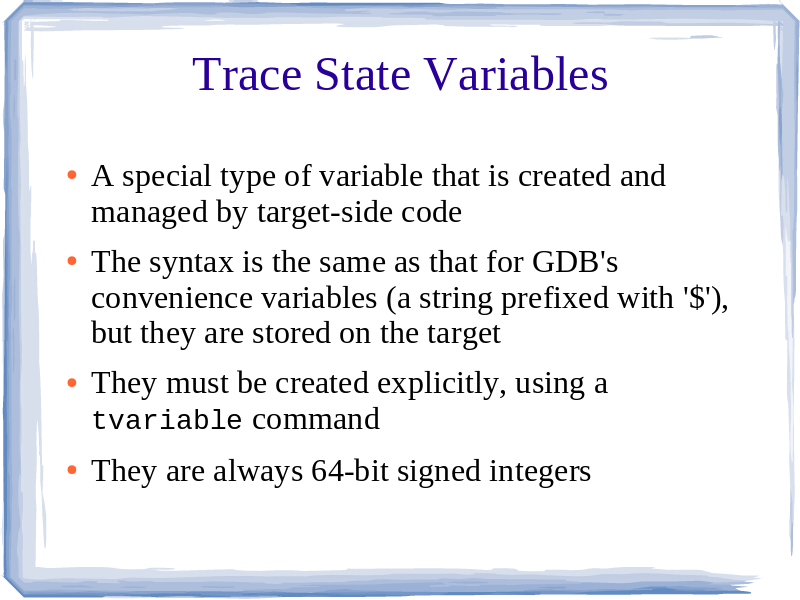 Trace State Variables
• A special type of variable that is created and
managed by target-side code
• The syntax is the same as that for GDB's
convenience variables (a string prefixed with '$'),
but they are stored on the target
• They must be created explicitly, using a
tvariable command
• They are always 64-bit signed integers